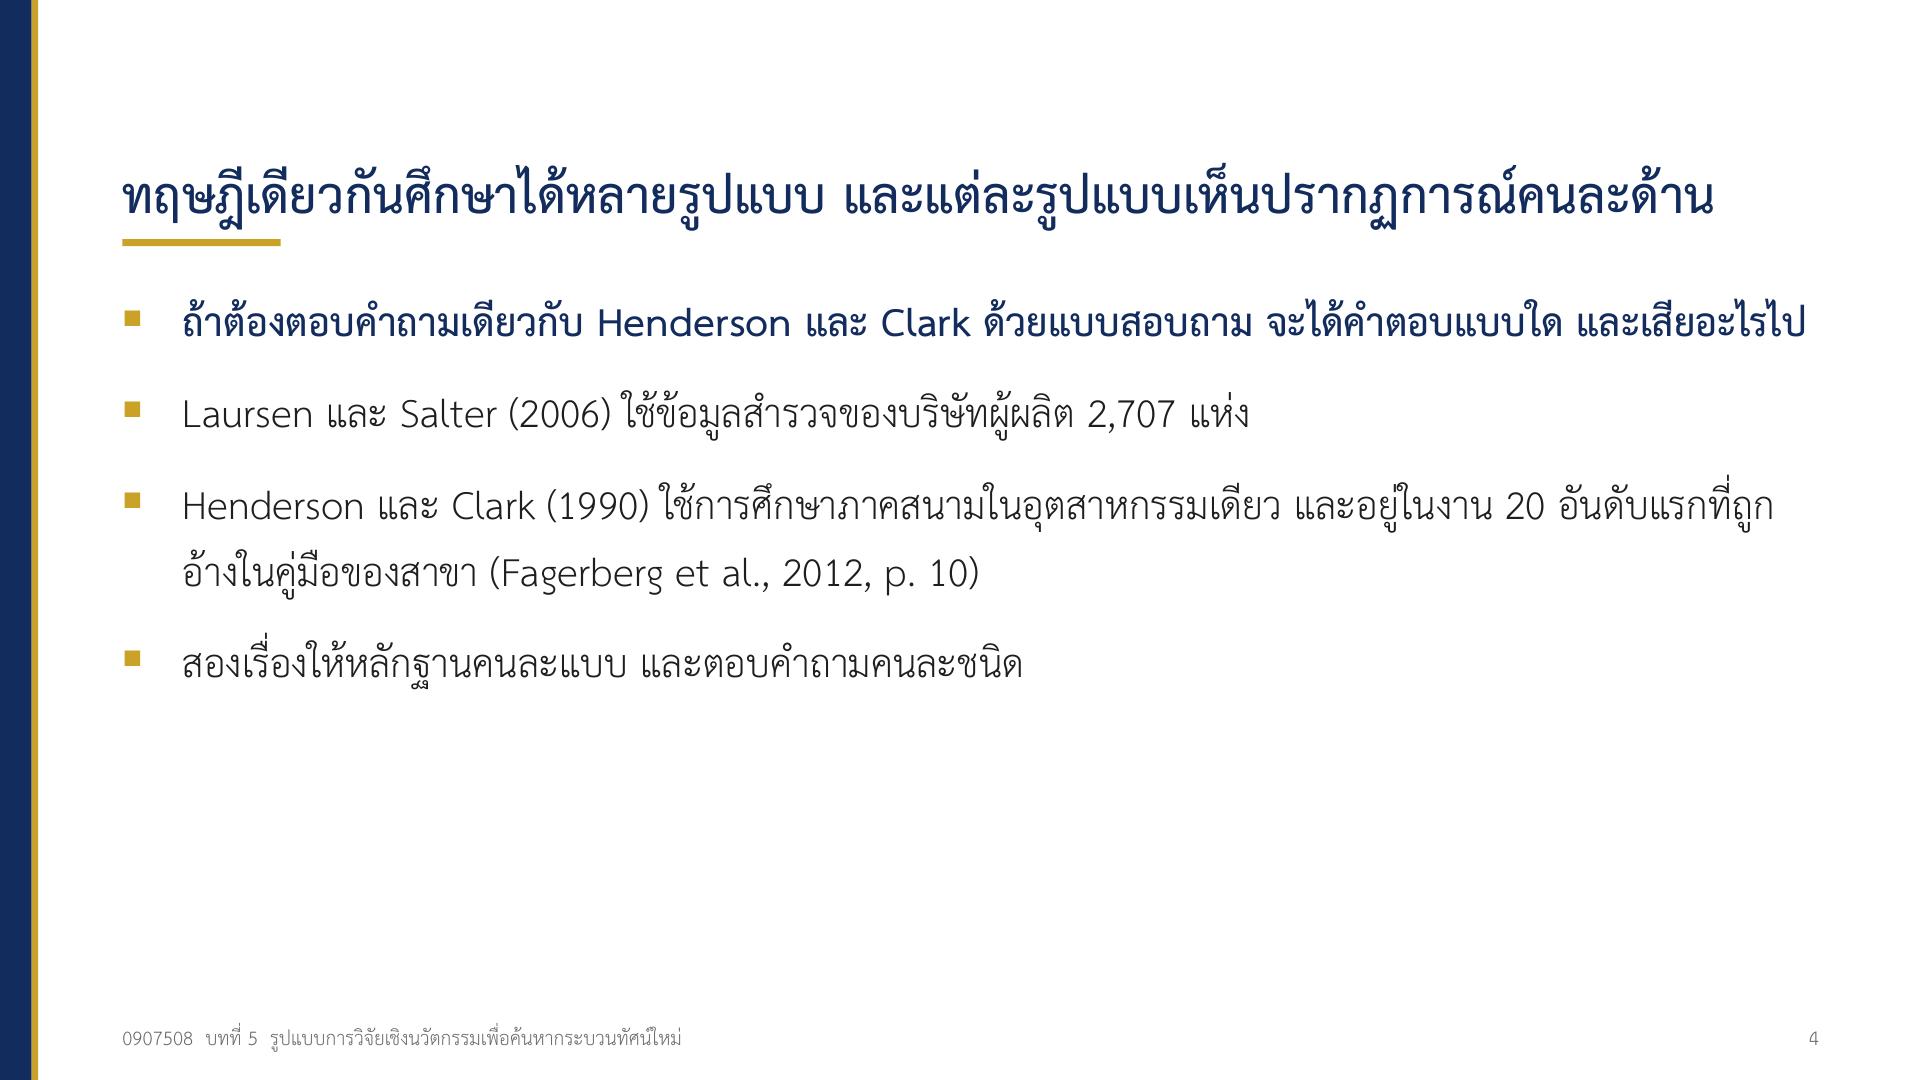 ทฤษฎีเดียวกันศึกษาได้หลายรูปแบบ และแต่ละรูปแบบเห็นปรากฏการณ์คนละด้าน
▪ ถ้าต้องตอบคำถามเดียวกับ Henderson และ Clark ด้วยแบบสอบถาม จะได้คำตอบแบบใด และเสียอะไรไป
▪ Laursen และ Salter (2006) ใช้ข้อมูลสำรวจของบริษัทผู้ผลิต 2,707 แห่ง
▪ Henderson และ Clark (1990) ใช้การศึกษาภาคสนามในอุตสาหกรรมเดียว และอยู่ในงาน 20 อันดับแรกที่ถูก
อ้างในคู่มือของสาขา (Fagerberg et al., 2012, p. 10)
▪ สองเรื่องให้หลักฐานคนละแบบ และตอบคำถามคนละชนิด
0907508 บทที่ 5 รูปแบบการวิจัยเชิงนวัตกรรมเพื่อค้นหากระบวนทัศน์ใหม่
4